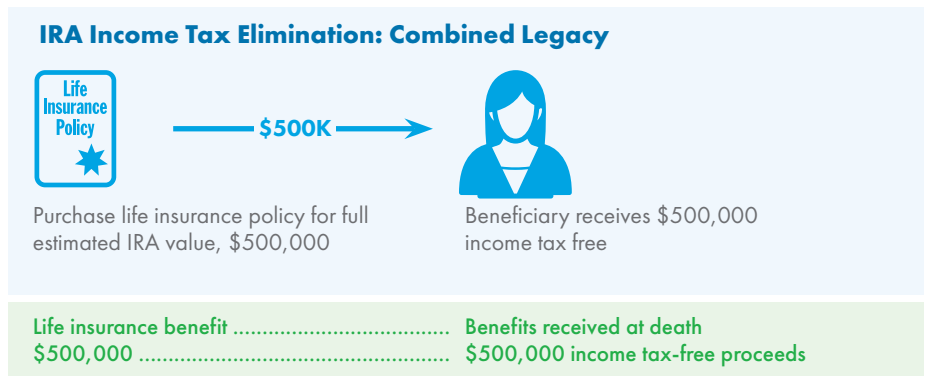 IRA Income Tax Elimination: Combined Legacy
Life
Insurance
Policy
$500K
Purchase life insurance policy for full
estimated IRA value, $500,000
Beneficiary receives $500,000
income tax free
Life insurance benefit ..................................... Benefits received at death
$500,000 ..................................................... $500,000 income tax-free proceeds